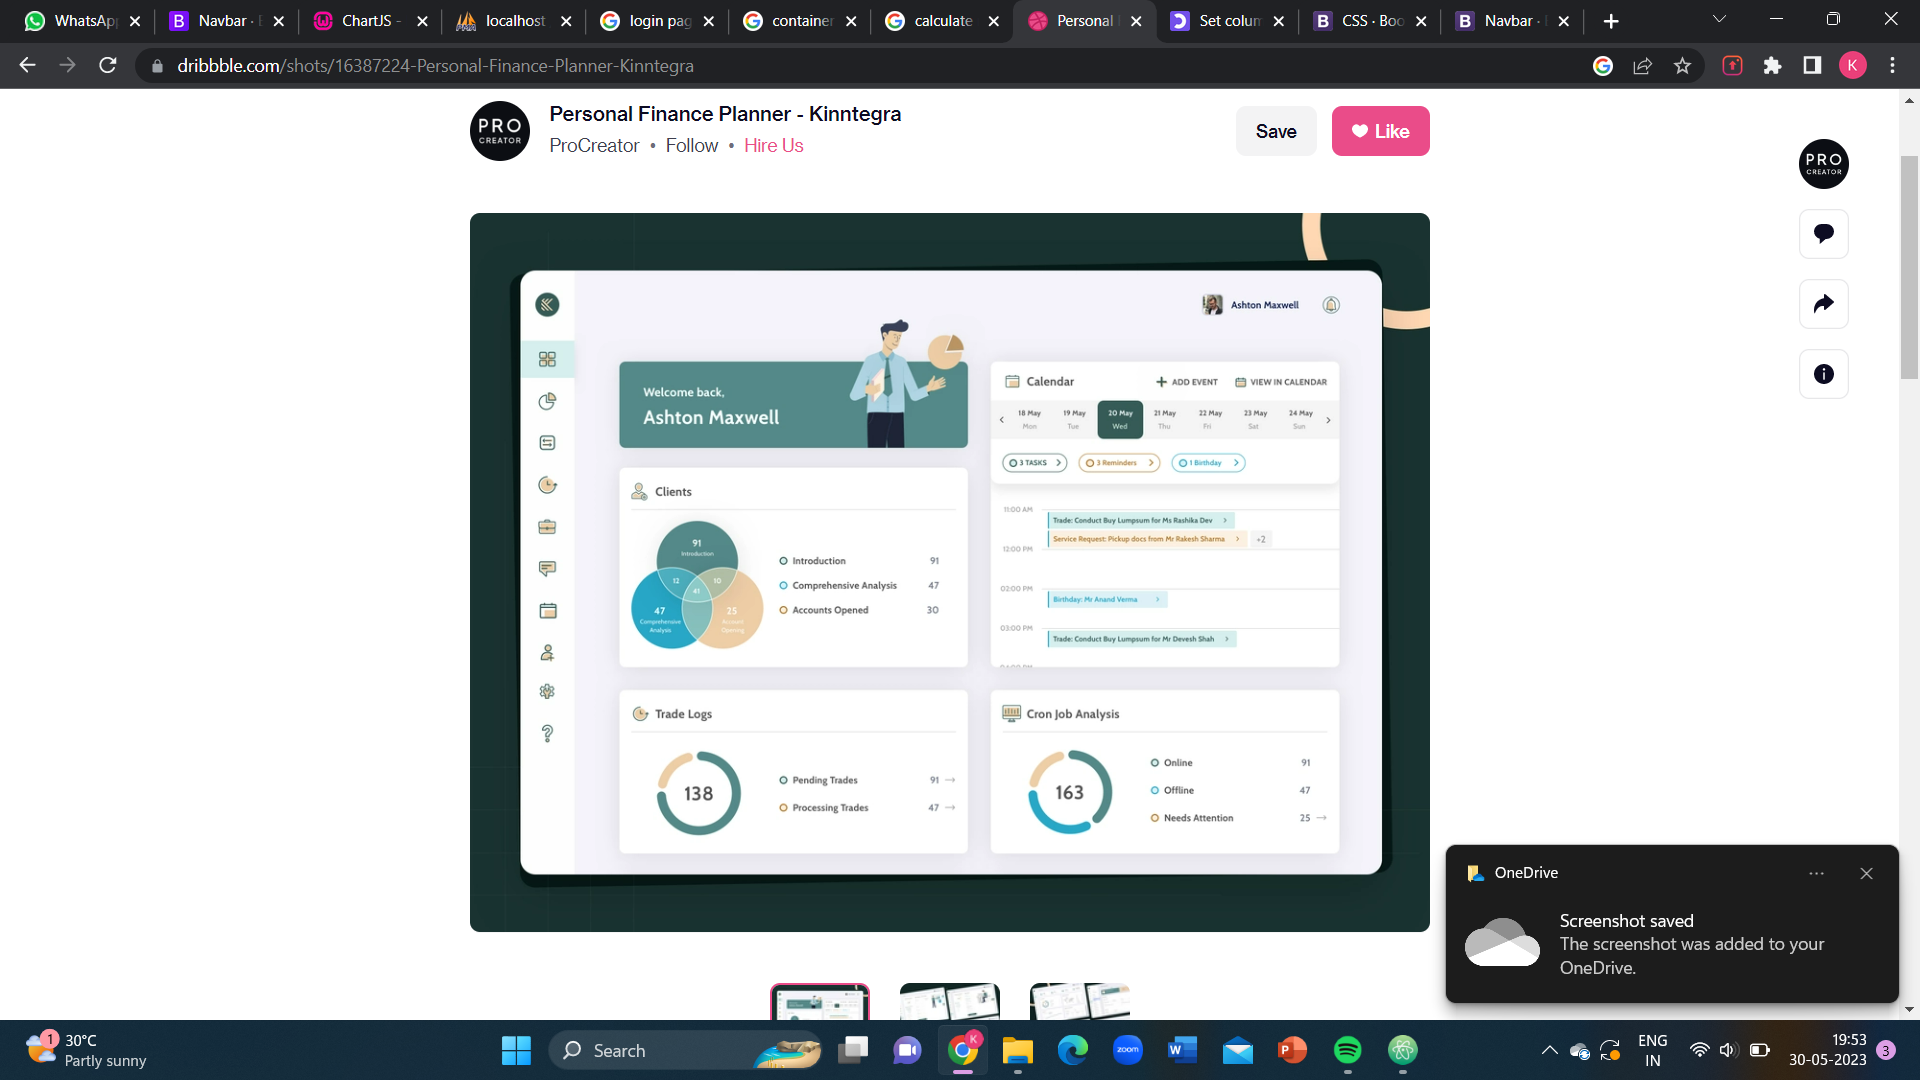 WhatsApp
Navbar · B
ChartJS -
localhost
login pag
container
calculate
Personal
Set colum
CSS · Boo
Navbar ·
dribbble.com/shots/16387224-Personal-Finance-Planner-Kinntegra
K
PRO
CREATOR
Personal Finance Planner - Kinntegra
ProCreator • Follow • Hire Us
Save
Like
PRO
CREATOR
Ashton Maxwell
Welcome back,
Ashton Maxwell
Calendar
ADD EVENT
VIEW IN CALENDAR
18 May 19 May 20 May 21 May 22 May 23 May 24 May
Mon Tue Wed Thu Fri Sat Sun
3 TASKS
3 Reminders
1 Birthday
11:00 AM
Trade: Conduct Buy Lumpsum for Ms Rashika Dev
Service Request: Pickup docs from Mr Rakesh Sharma
+2
12:00 PM
02:00 PM
Birthday: Mr Anand Verma
03:00 PM
Trade: Conduct Buy Lumpsum for Mr Devesh Shah
04:00 PM
Clients
91
Introduction
12
10
41
47
Comprehensive
Analysis
25
Account
Opening
Introduction 91
Comprehensive Analysis 47
Accounts Opened 30
Trade Logs
138
Pending Trades 91
Processing Trades 47
Cron Job Analysis
163
Online 91
Offline 47
Needs Attention 25
OneDrive
Screenshot saved
The screenshot was added to your
OneDrive.
1
30°C
Partly sunny
Search
K
zoom
W
P
ENG
IN
19:53
30-05-2023
3